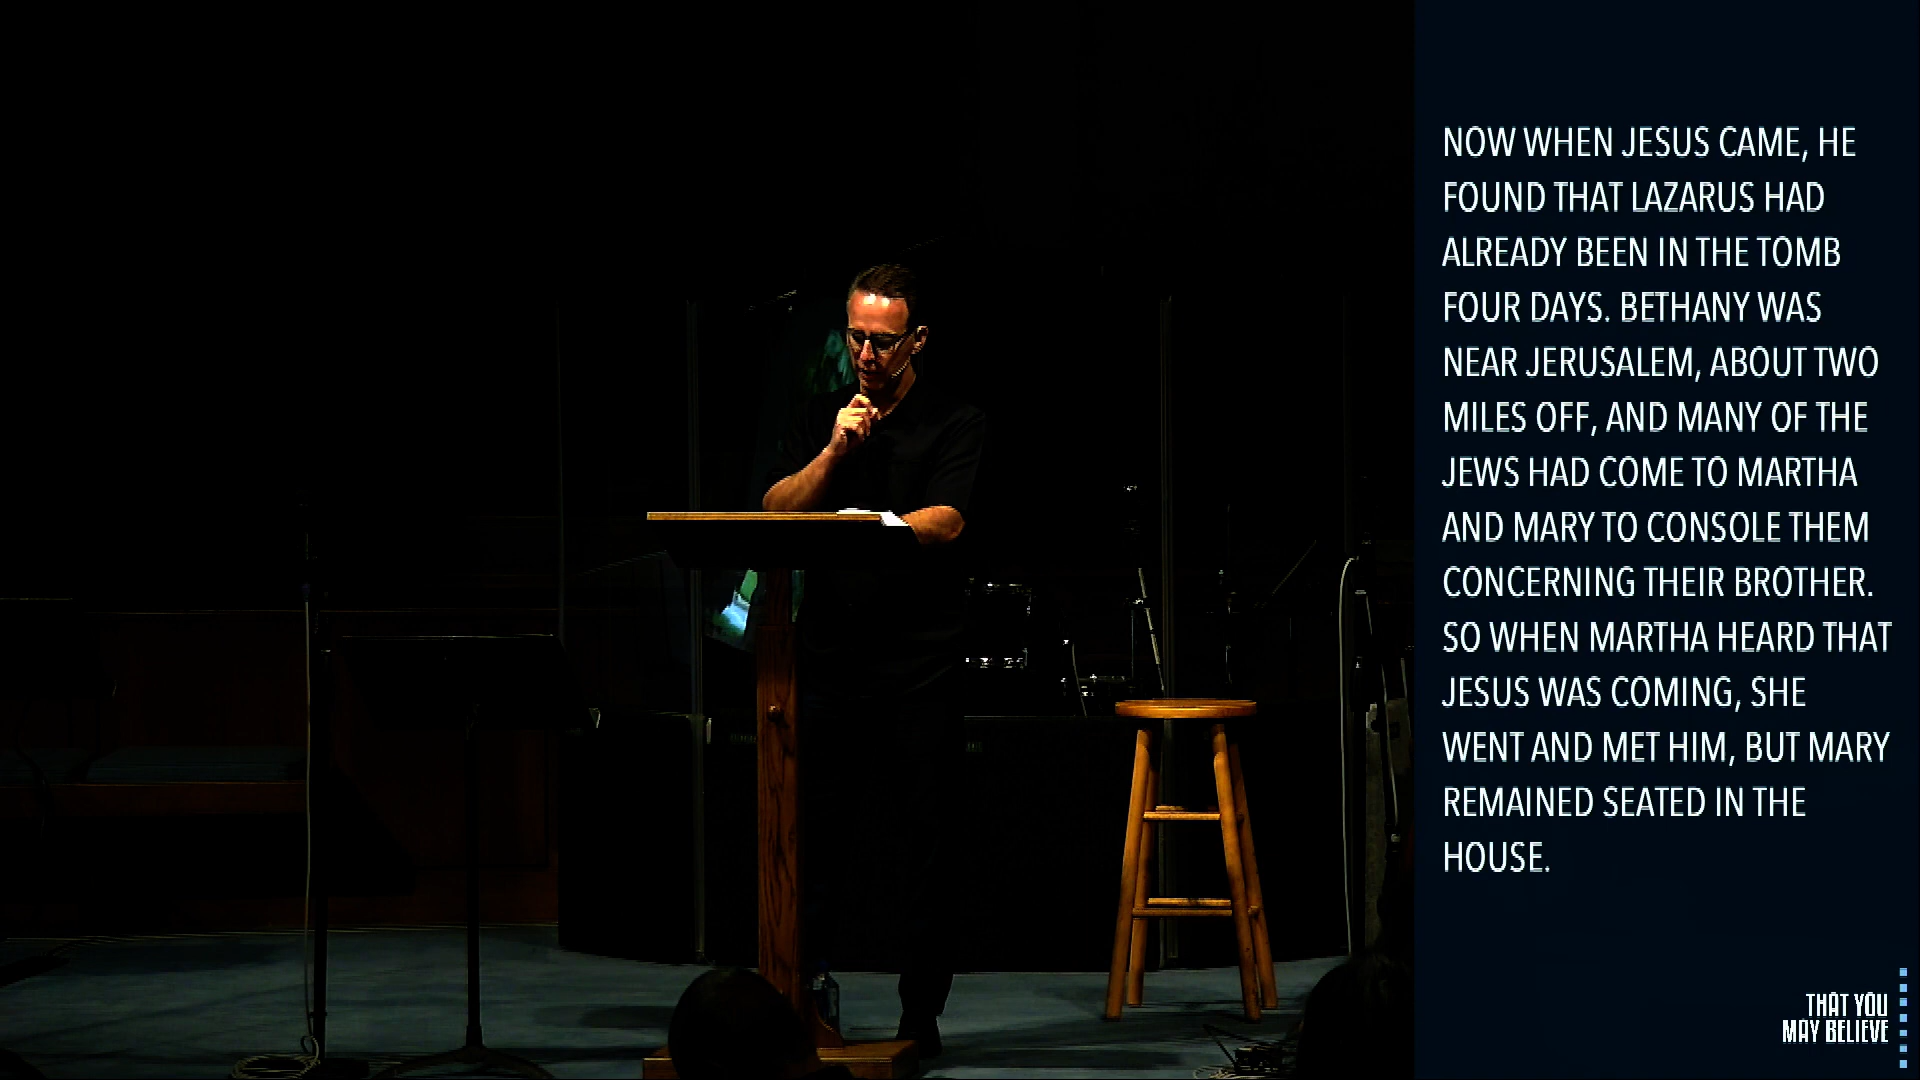 NOW WHEN JESUS CAME, HE
FOUND THAT LAZARUS HAD
ALREADY BEEN IN THE TOMB
FOUR DAYS. BETHANY WAS
NEAR JERUSALEM, ABOUT TWO
MILES OFF, AND MANY OF THE
JEWS HAD COME TO MARTHA
AND MARY TO CONSOLE THEM
CONCERNING THEIR BROTHER.
SO WHEN MARTHA HEARD THAT
JESUS WAS COMING, SHE
WENT AND MET HIM, BUT MARY
REMAINED SEATED IN THE
HOUSE.
THAT YOU
MAY BELIEVE